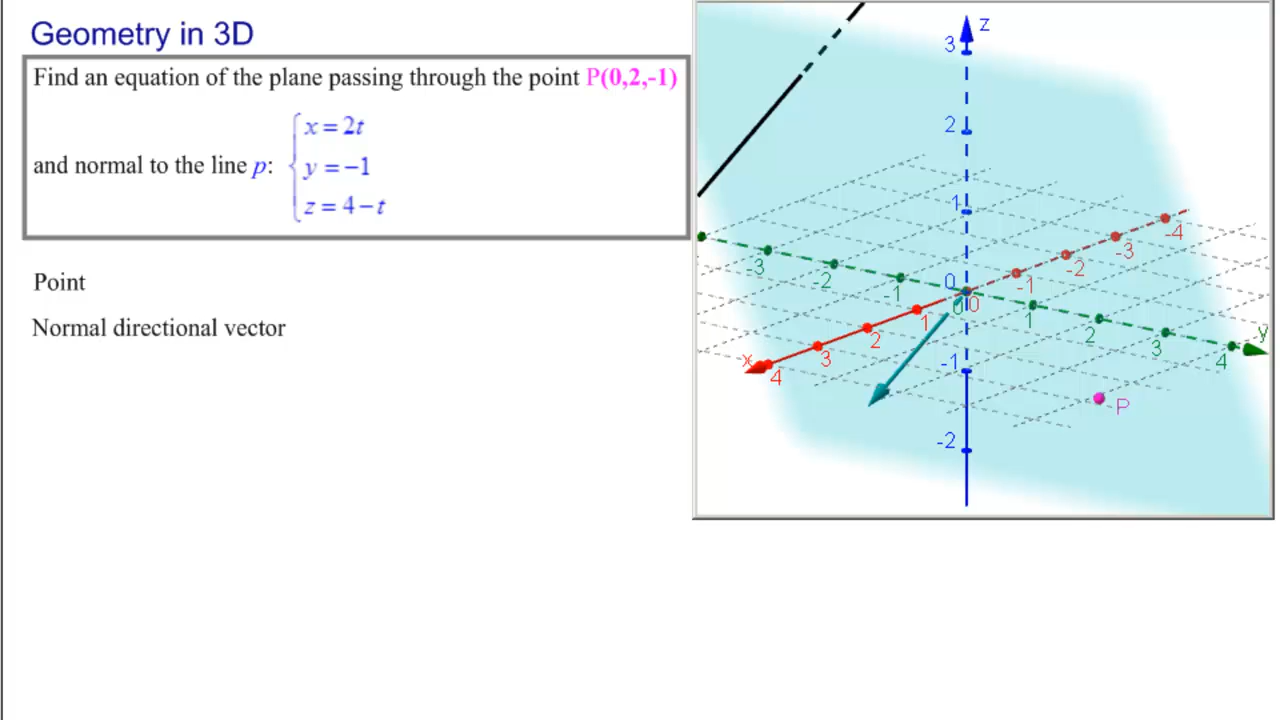 Geometry in 3D
Find an equation of the plane passing through the point P(0,2,-1)
x = 2t
and normal to the line p: y = −1
z = 4 − t
Point
Normal directional vector
z
3
2
1
0
-1
-2
-3
-2
-1
0
1
2
3
4
y
-4
-3
-2
-1
0
1
2
3
4
x
P